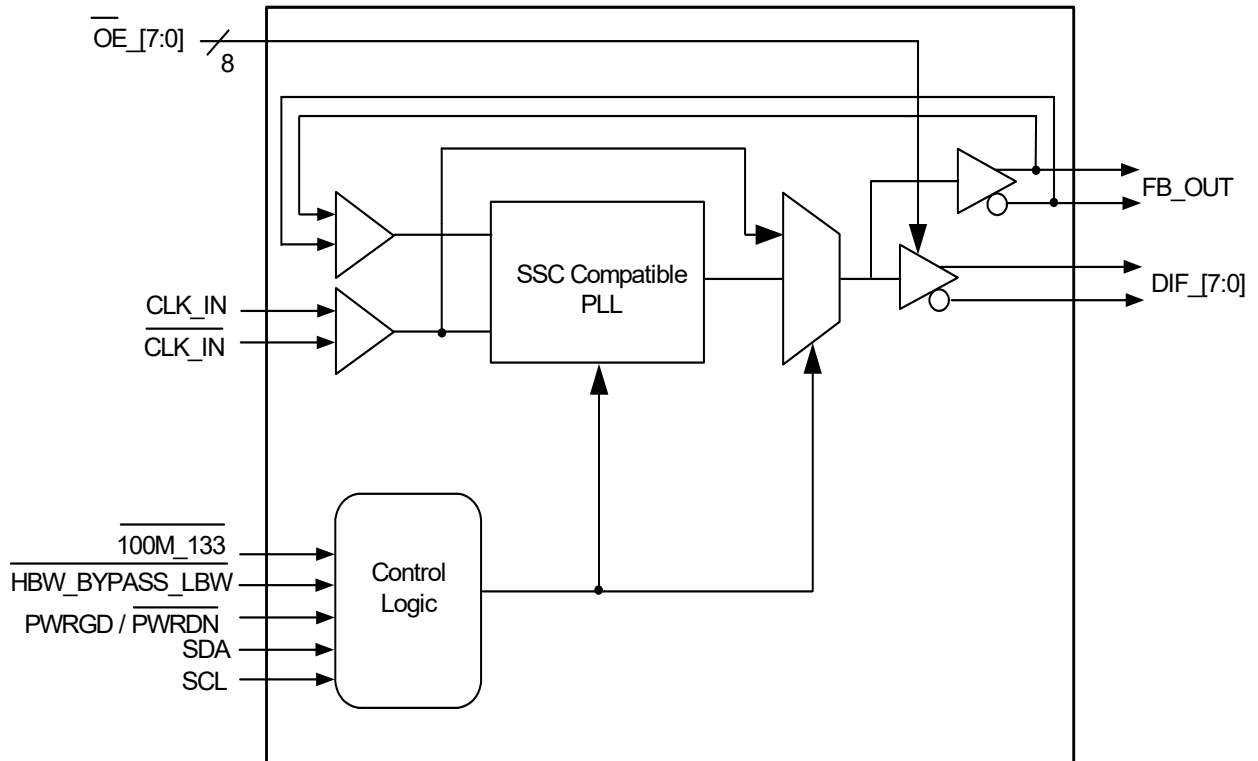 OE_[7:0]
8
FB_OUT
SSC Compatible
PLL
CLK_IN
CLK_IN
DIF_[7:0]
100M_133
HBW_BYPASS_LBW
PWRGD / PWRDN
SDA
SCL
Control
Logic